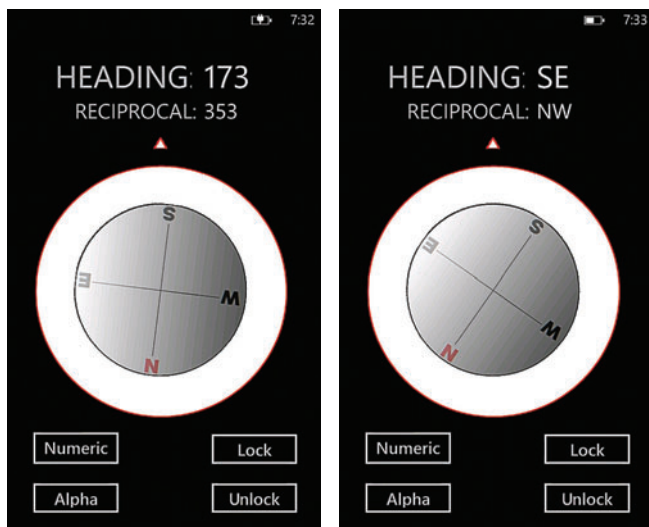 7:32
HEADING: 173
RECIPROCAL: 353
S
E
W
N
Numeric
Lock
Alpha
Unlock
7:33
HEADING: SE
RECIPROCAL: NW
S
E
W
N
Numeric
Lock
Alpha
Unlock